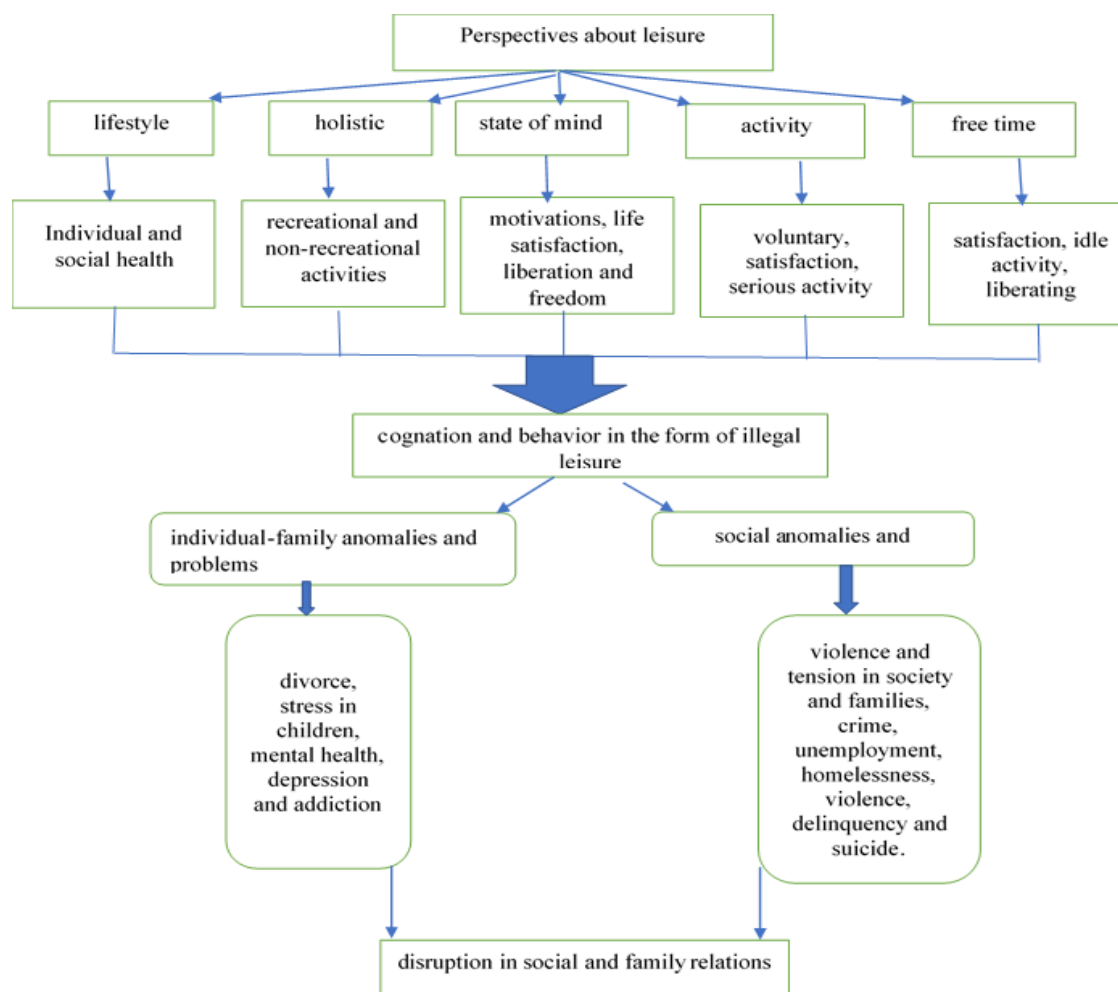 Perspectives about leisure
lifestyle
holistic
state of mind
activity
free time
Individual and
social health
recreational and
non-recreational
activities
motivations, life
satisfaction,
liberation and
freedom
voluntary,
satisfaction,
serious activity
satisfaction, idle
activity,
liberating
cognation and behavior in the form of illegal
leisure
individual-family anomalies and
problems
social anomalies and
divorce,
stress in
children,
mental health,
depression
and addiction
violence and
tension in society
and families,
crime,
unemployment,
homelessness,
violence,
delinquency and
suicide.
disruption in social and family relations